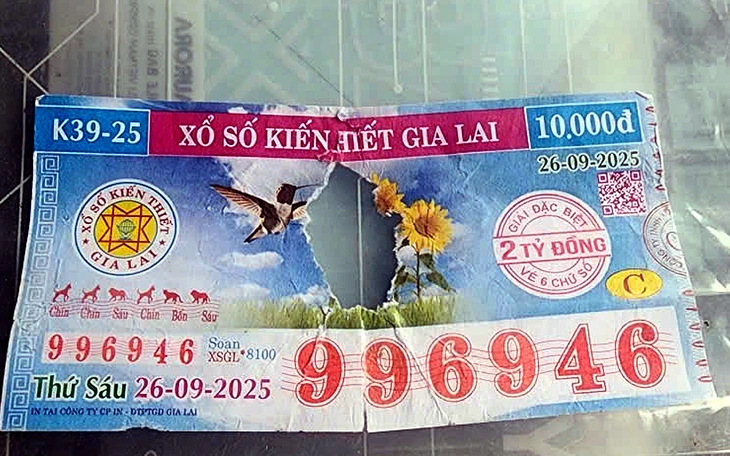 K39-25
XỔ SỐ KIẾN THIẾT GIA LAI
10.000đ
26-09-2025
XỔ SỐ KIẾN THIẾT
GIA LAI
GIẢI ĐẶC BIỆT
2 TỶ ĐỒNG
VÉ 6 CHỮ SỐ
C
Chín Chín Sáu Chín Bốn Sáu
996946
Soạn
XSGL 8100
996946
Thứ Sáu 26-09-2025
IN TẠI CÔNG TY CP IN - DTPTGD GIA LAI
AURORA